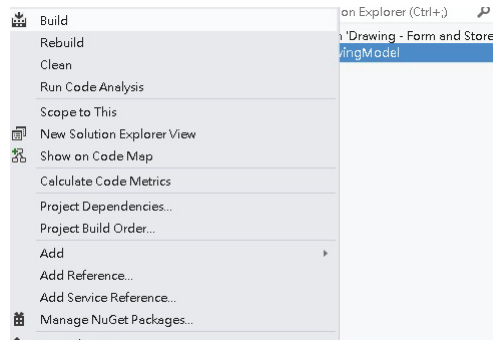 on Explorer (Ctrl+;)
'Drawing - Form and Store
vingModel
Build
Rebuild
Clean
Run Code Analysis
Scope to This
New Solution Explorer View
Show on Code Map
Calculate Code Metrics
Project Dependencies...
Project Build Order...
Add
Add Reference...
Add Service Reference...
Manage NuGet Packages...